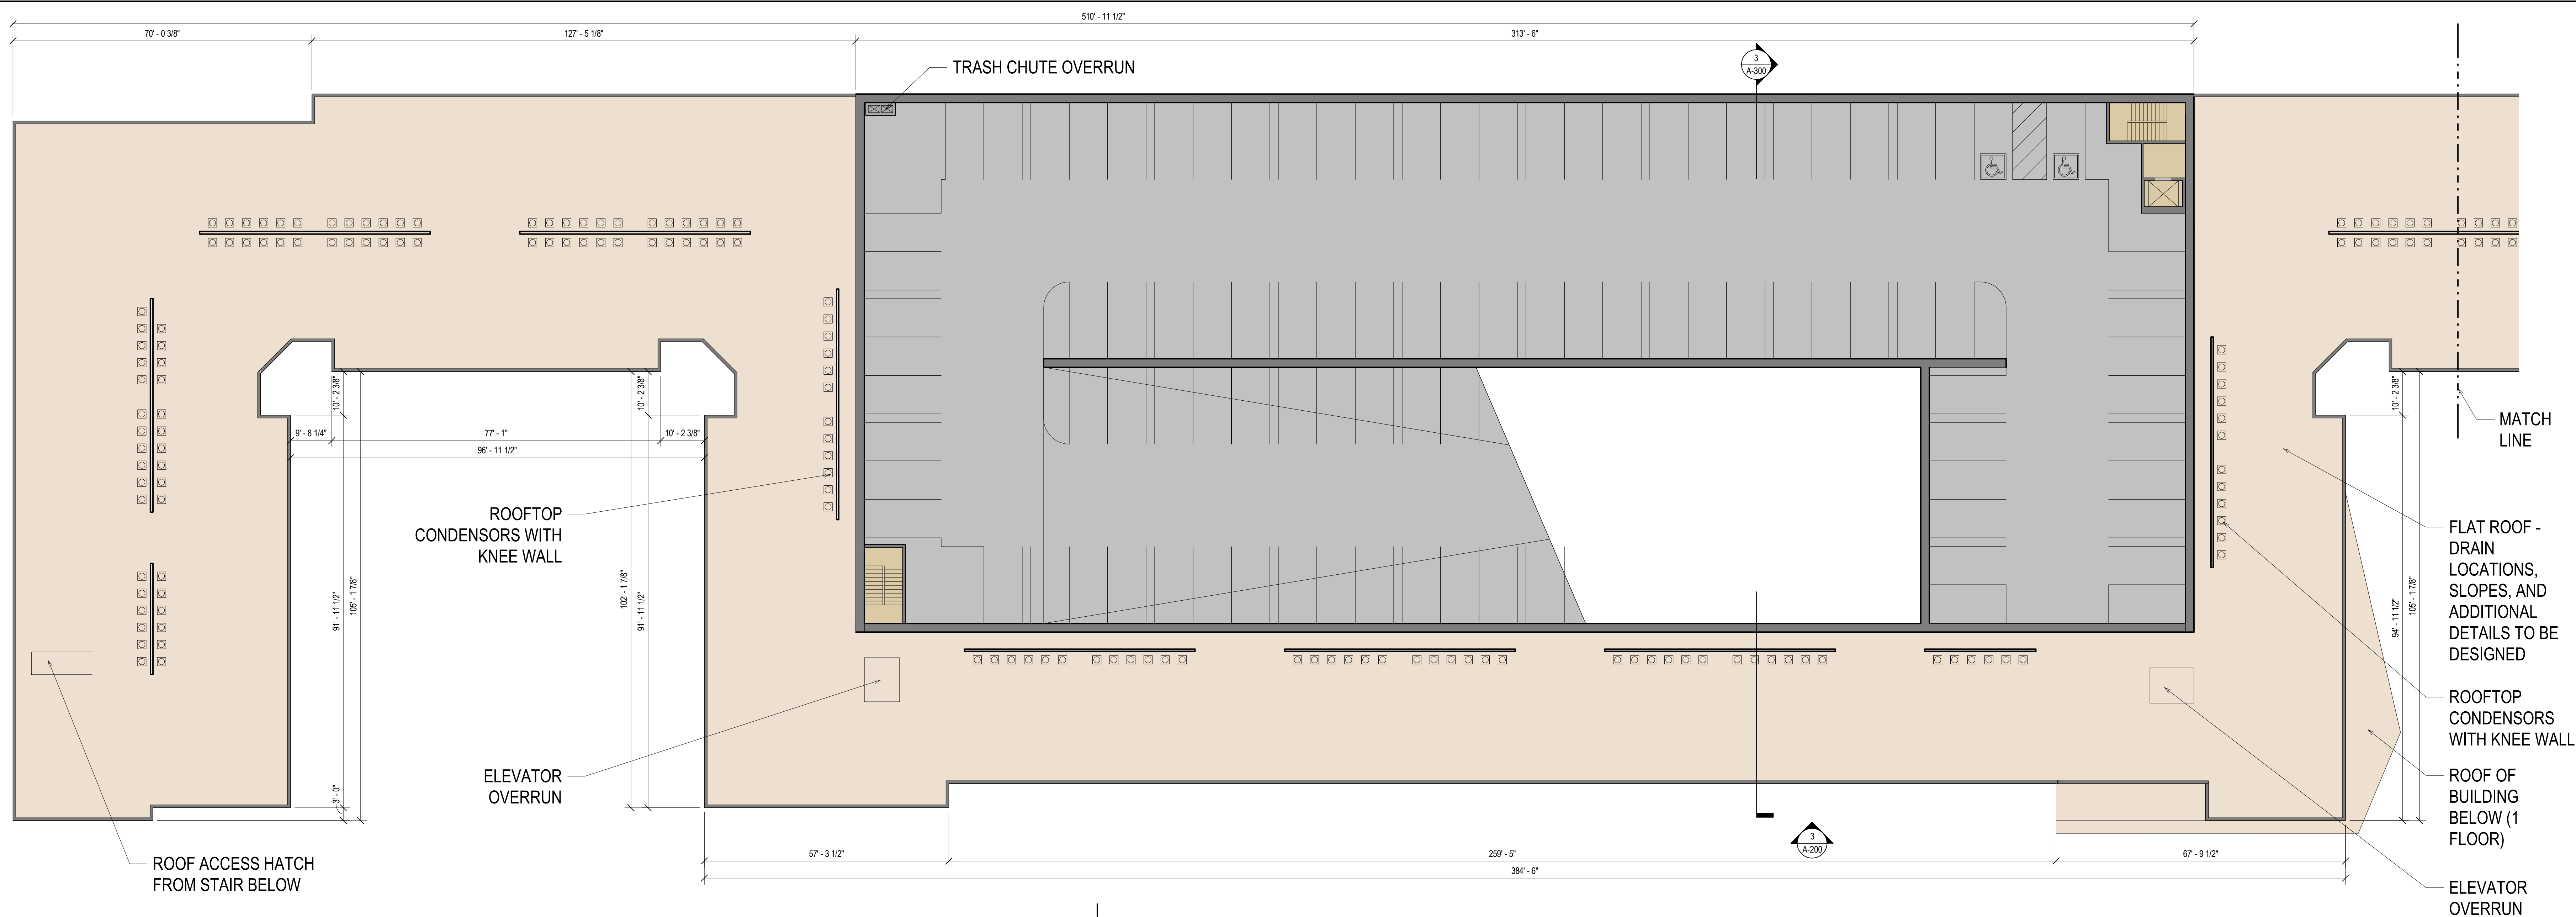 510' - 11 1/2"
70' - 0 3/8"
127' - 5 1/8"
313' - 6"
TRASH CHUTE OVERRUN
3
A-300
10' - 2 3/8"
10' - 2 3/8"
10' - 2 3/8"
9' - 8 1/4"
77' - 1"
10' - 2 3/8"
96' - 11 1/2"
MATCH
LINE
ROOFTOP
CONDENSORS WITH
KNEE WALL
FLAT ROOF -
DRAIN
LOCATIONS,
SLOPES, AND
ADDITIONAL
DETAILS TO BE
DESIGNED
91' - 11 1/2"
105' - 1 7/8"
102' - 1 7/8"
91' - 11 1/2"
94' - 11 1/2"
105' - 1 7/8"
ROOFTOP
CONDENSORS
WITH KNEE WALL
ELEVATOR
OVERRUN
3' - 0"
ROOF OF
BUILDING
BELOW (1
FLOOR)
3
A-200
ROOF ACCESS HATCH
FROM STAIR BELOW
57' - 3 1/2"
259' - 5"
67' - 9 1/2"
384' - 6"
ELEVATOR
OVERRUN